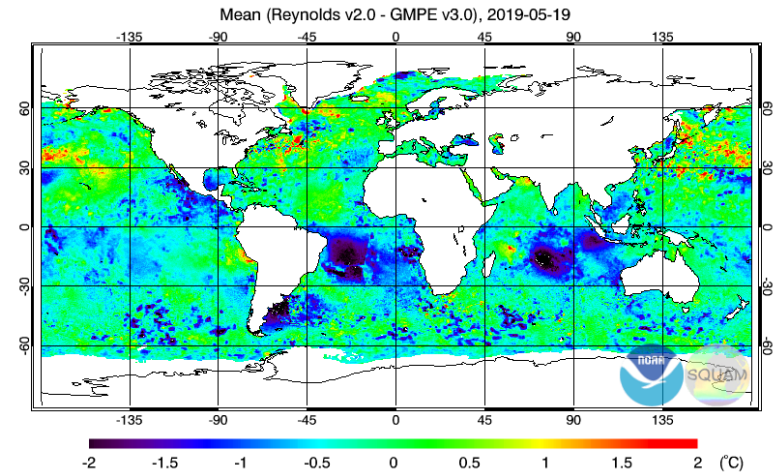 Mean (Reynolds v2.0 - GMPE v3.0), 2019-05-19
-135 -90 -45 0 45 90 135
60 60
30 30
0 0
-30 -30
-60 -60
NOAA SQUAM
-135 -90 -45 0 45 90 135
-2 -1.5 -1 -0.5 0 0.5 1 1.5 2 (°C)